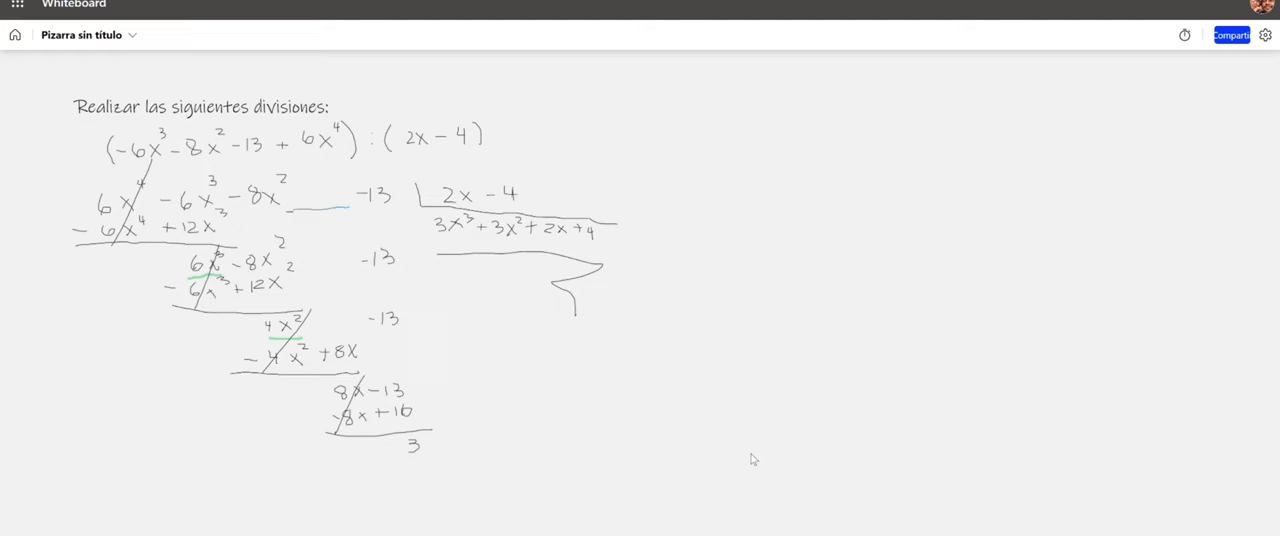 Whiteboard
Pizarra sin título
Comparti
Realizar las siguientes divisiones:
(-6x³ - 8x² - 13 + 6x⁴) : (2x - 4)
6x⁴ - 6x³ - 8x² ____ -13 | 2x - 4
- 6x⁴ + 12x³ 3x³ + 3x² + 2x + 4
6x³ - 8x² -13
- 6x³ + 12x²
4x² -13
- 4x² + 8x
8x - 13
-8x + 16
3